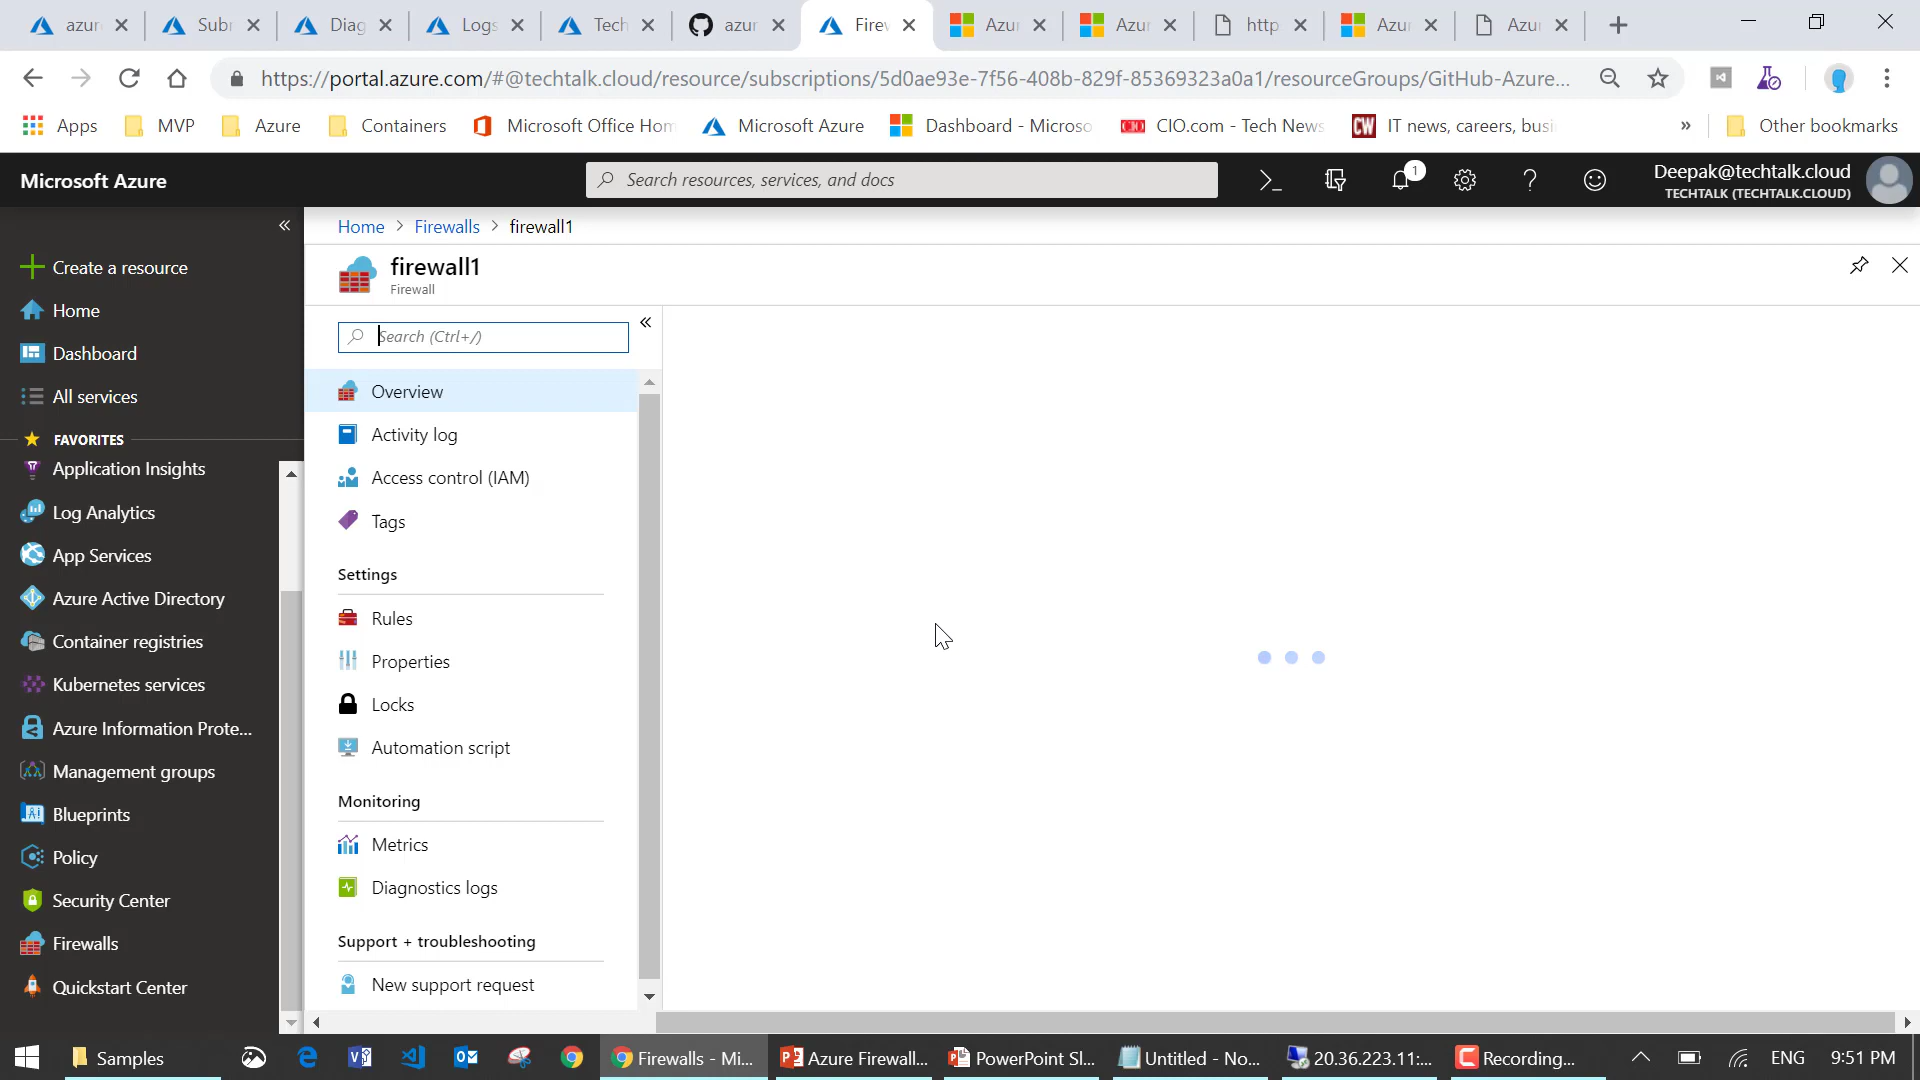 azur
Subr
Diag
Logs
Tech
azur
Firev
Azur
Azur
http
Azur
Azur
https://portal.azure.com/#@techtalk.cloud/resource/subscriptions/5d0ae93e-7f56-408b-829f-85369323a0a1/resourceGroups/GitHub-Azure...
Apps
MVP
Azure
Containers
Microsoft Office Hom
Microsoft Azure
Dashboard - Microso
CIO.com - Tech News
CW
IT news, careers, busi
»
Other bookmarks
Microsoft Azure
Search resources, services, and docs
1
Deepak@techtalk.cloud
TECHTALK (TECHTALK.CLOUD)
Home > Firewalls > firewall1
firewall1
Firewall
Create a resource
Home
Dashboard
All services
FAVORITES
Application Insights
Log Analytics
App Services
Azure Active Directory
Container registries
Kubernetes services
Azure Information Prote...
Management groups
Blueprints
Policy
Security Center
Firewalls
Quickstart Center
Search (Ctrl+/)
Overview
Activity log
Access control (IAM)
Tags
Settings
Rules
Properties
Locks
Automation script
Monitoring
Metrics
Diagnostics logs
Support + troubleshooting
New support request
Samples
Firewalls - Mi...
Azure Firewall...
PowerPoint Sl...
Untitled - No...
20.36.223.11:...
Recording...
ENG
9:51 PM